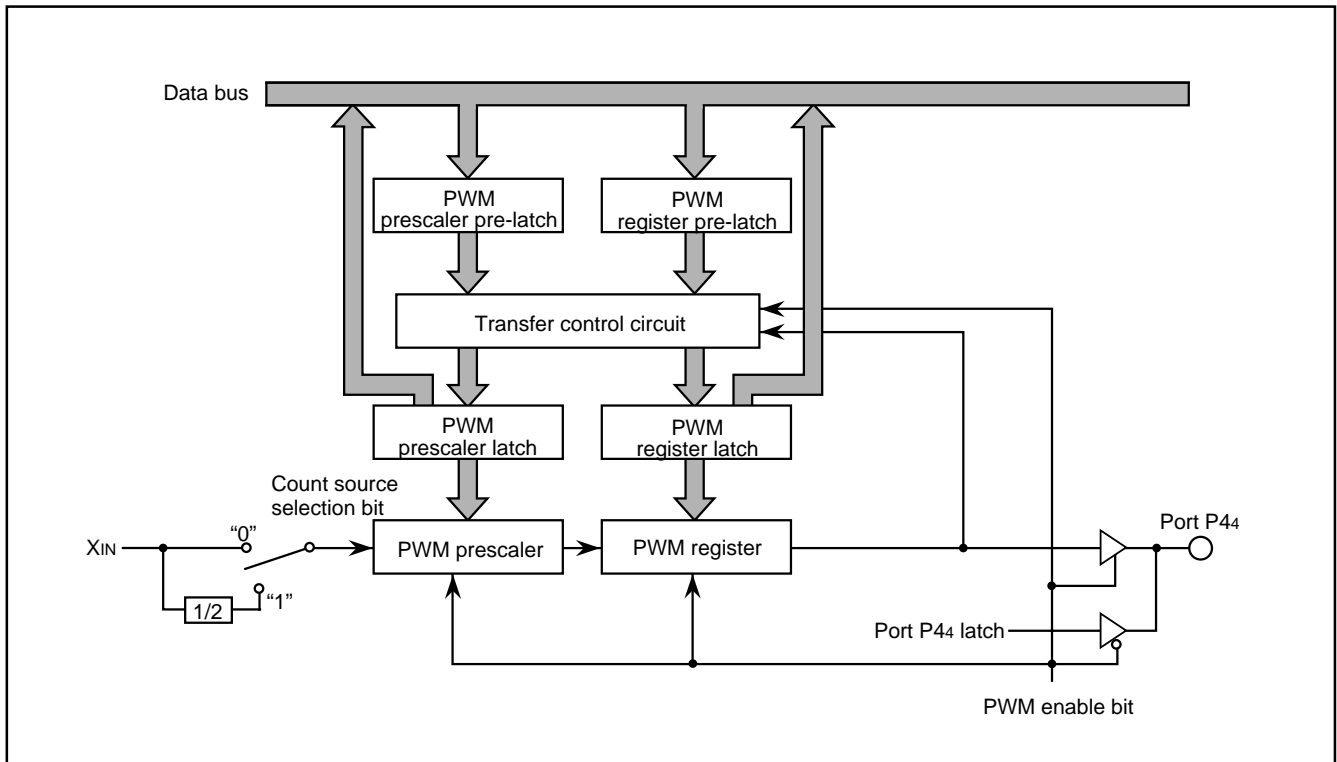 Data bus
PWM
prescaler pre-latch
PWM
register pre-latch
Transfer control circuit
PWM
prescaler latch
PWM
register latch
Count source
selection bit
“0”
XIN
PWM prescaler
PWM register
Port P44
“1”
1/2
Port P44 latch
PWM enable bit